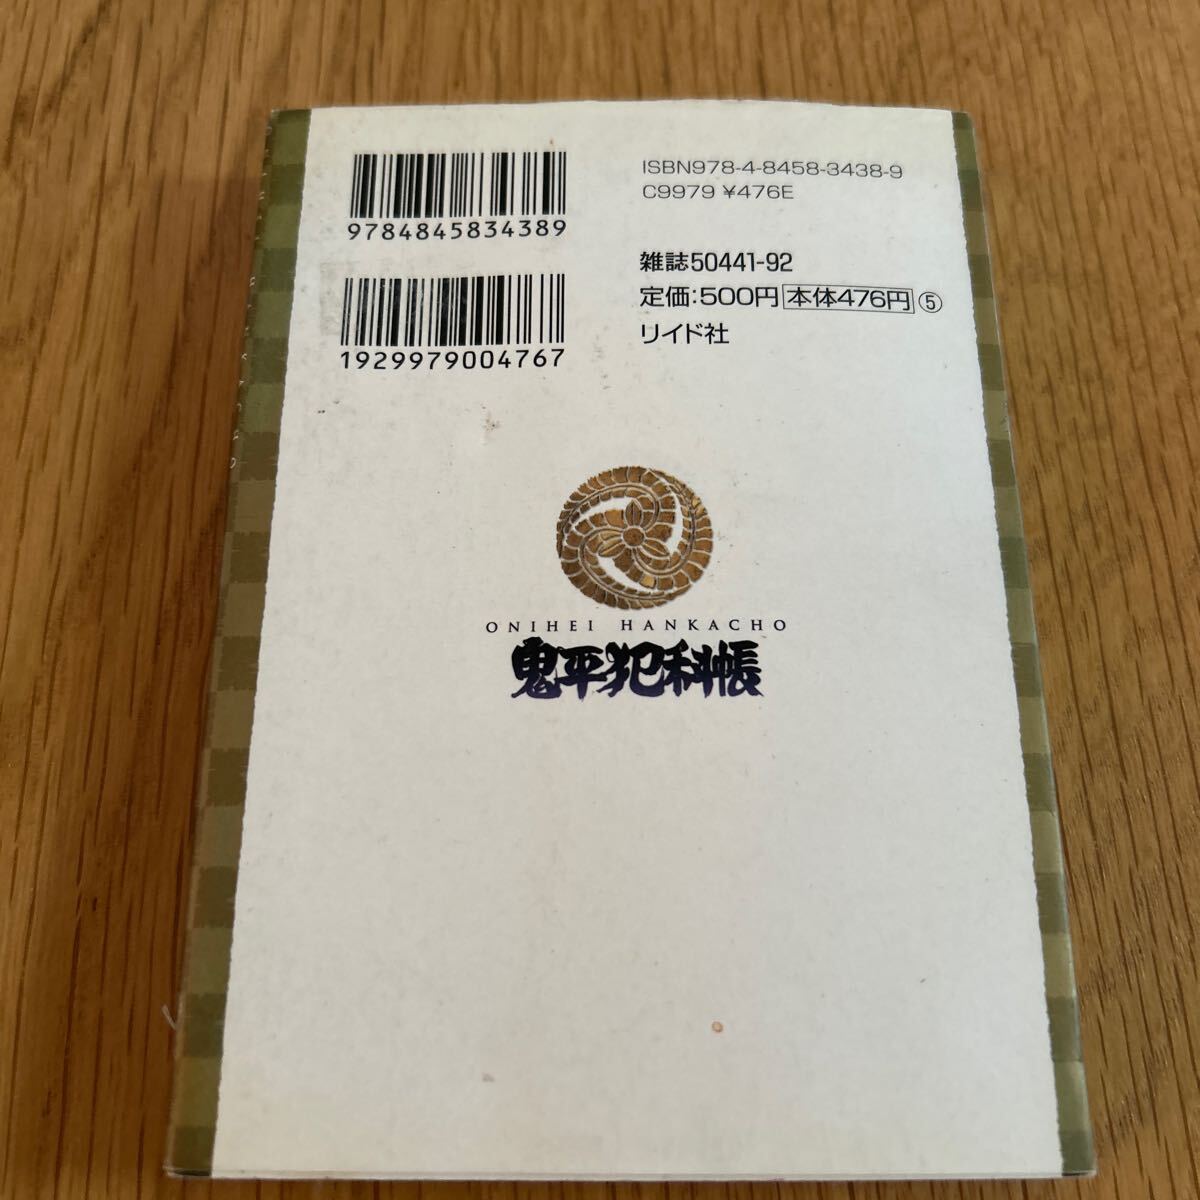 9784845834389
1929979004767
ISBN978-4-8458-3438-9
C9979 ¥476E
雑誌50441-92
定価:500円 本体476円 ⑤
リイド社
ONIHEI HANKACHO
鬼平犯科帳